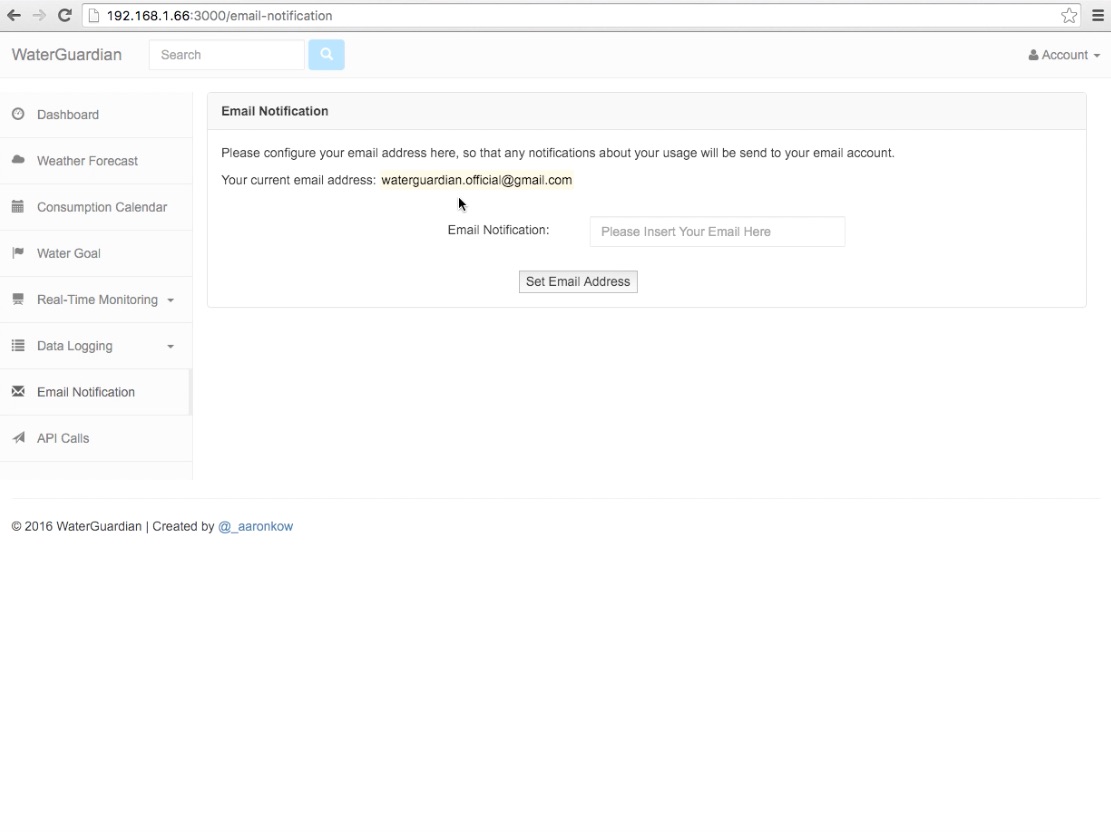 192.168.1.66:3000/email-notification
WaterGuardian
Search
Account
Dashboard
Weather Forecast
Consumption Calendar
Water Goal
Real-Time Monitoring
Data Logging
Email Notification
API Calls
Email Notification
Please configure your email address here, so that any notifications about your usage will be send to your email account.
Your current email address: waterguardian.official@gmail.com
Email Notification: Please Insert Your Email Here
Set Email Address
© 2016 WaterGuardian | Created by @_aaronkow